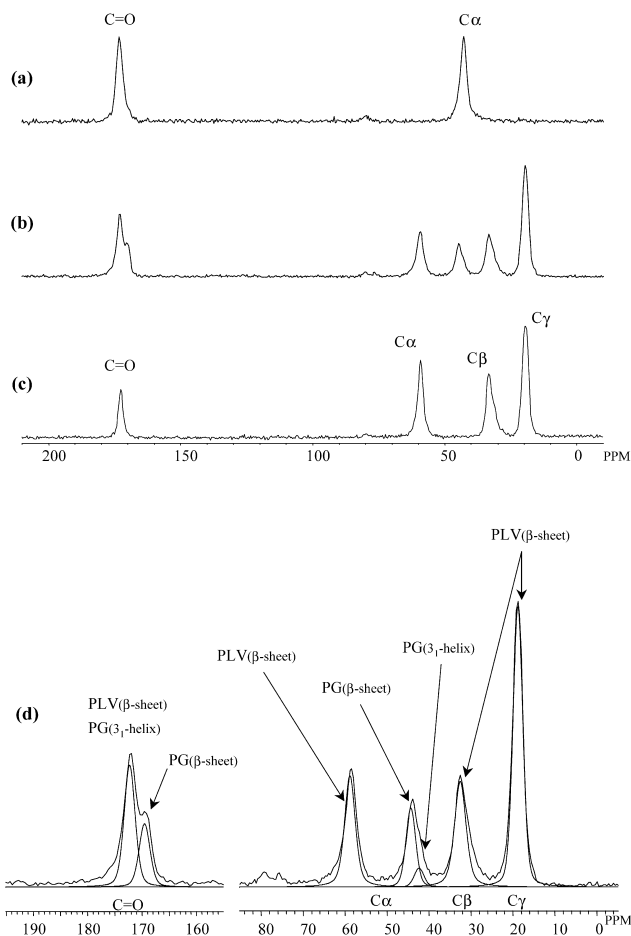 C=O Cα
(a)
(b)
Cγ
Cα
Cβ
C=O
(c)
200 150 100 50 0 PPM
PLV(β-sheet)
PG(3₁-helix)
PLV(β-sheet)
PG(β-sheet)
(d)
PLV(β-sheet)
PG(3₁-helix)
PG(β-sheet)
C=O Cα Cβ Cγ
190 180 170 160 80 70 60 50 40 30 20 10 0 PPM